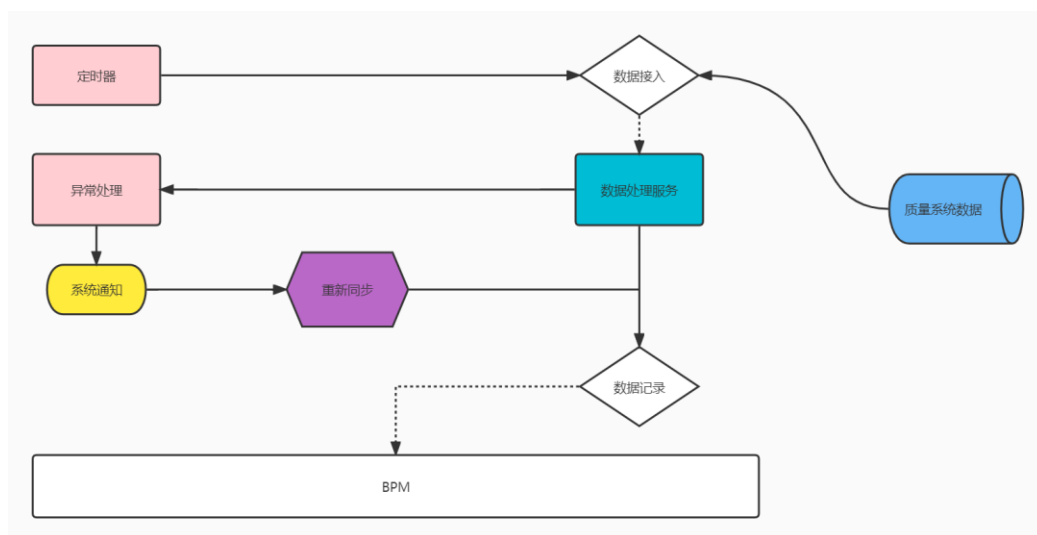 定时器
数据接入
异常处理
数据处理服务
质量系统数据
系统通知
重新同步
数据记录
BPM